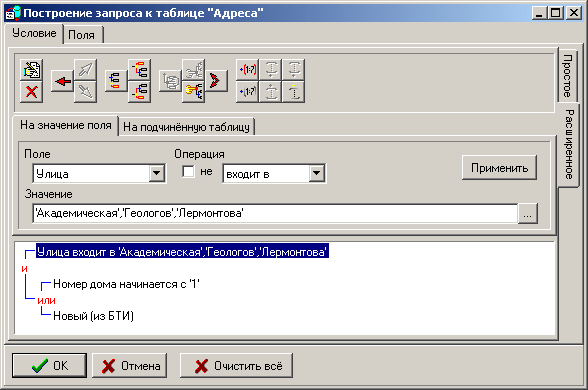 Построение запроса к таблице "Адреса"
Условие Поля
Простое
Расширенное
На значение поля На подчинённую таблицу
Поле Операция
Улица не входит в Применить
Значение
'Академическая','Геологов','Лермонтова' ...
Улица входит в 'Академическая','Геологов','Лермонтова'
и
Номер дома начинается с '1'
или
Новый (из БТИ)
OK Отмена Очистить всё